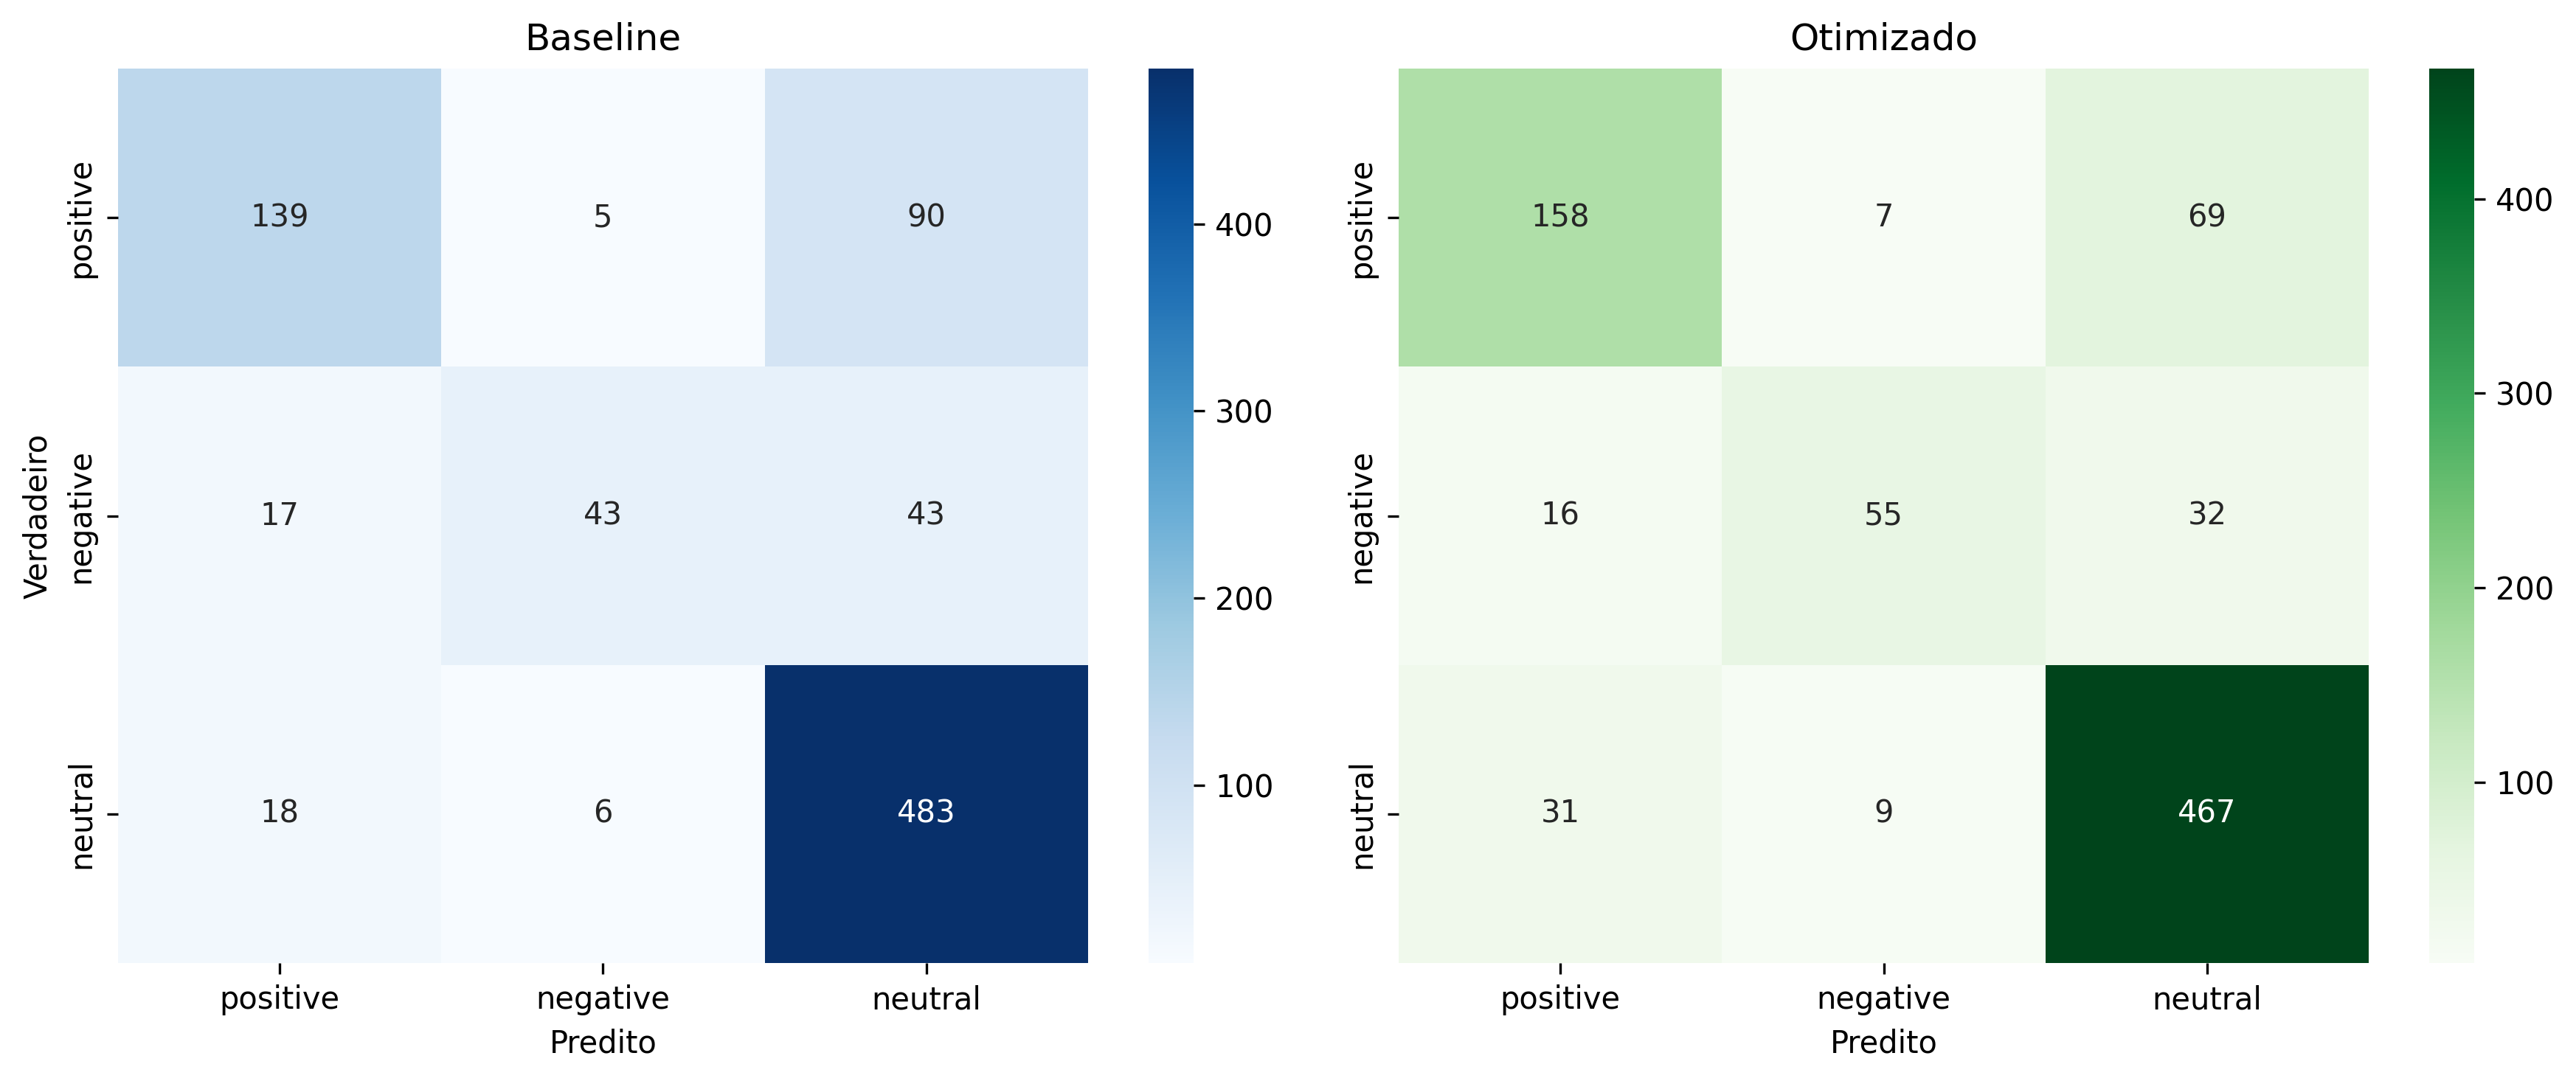 Baseline
Verdadeiro
positive
139 5 90
negative
17 43 43
neutral
18 6 483
positive negative neutral
Predito
400
300
200
100
Otimizado
positive
158 7 69
negative
16 55 32
neutral
31 9 467
positive negative neutral
Predito
400
300
200
100